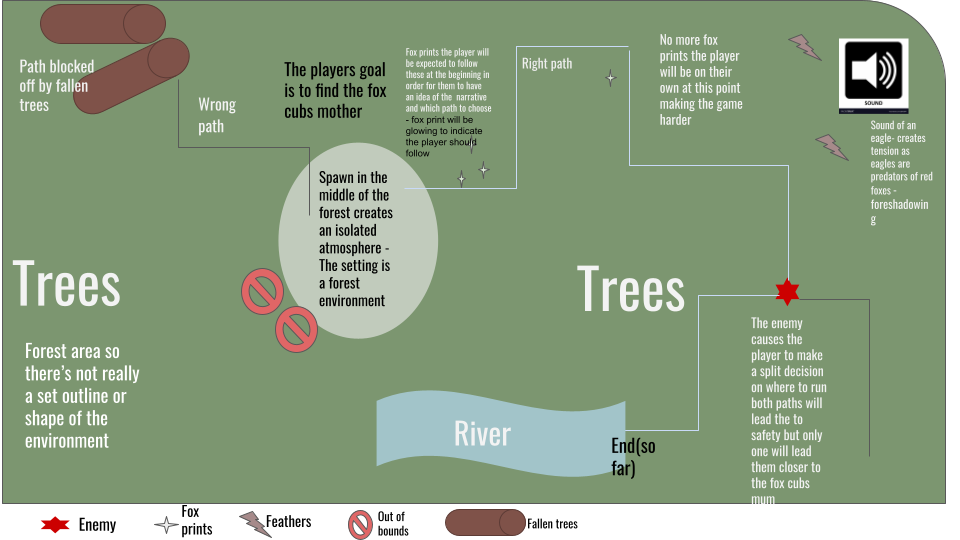 Path blocked
off by fallen
trees
Wrong
path
The players goal
is to find the fox
cubs mother
Fox prints the player will
be expected to follow
these at the beginning in
order for them to have
an idea of the narrative
and which path to choose
- fox print will be
glowing to indicate
the player should
follow
Right path
No more fox
prints the player
will be on their
own at this point
making the game
harder
SOUND
Sound of an
eagle- creates
tension as
eagles are
predators of red
foxes -
foreshadowin
g
Spawn in the
middle of the
forest creates
an isolated
atmosphere -
The setting is
a forest
environment
Trees
Trees
Forest area so
there's not really
a set outline or
shape of the
environment
The enemy
causes the
player to make
a split decision
on where to run
both paths will
lead the to
safety but only
one will lead
them closer to
the fox cubs
mum
River
End(so
far)
Enemy
Fox
prints
Feathers
Out of
bounds
Fallen trees